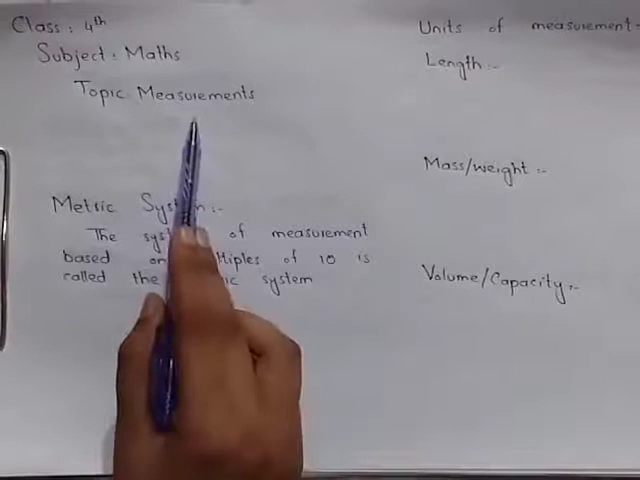 Class : 4th
Subject : Maths
Topic Measurements
Metric
The of measurement
based of 10 is
called the system
Units of measurement
Length :-
Mass/weight :-
Volume/Capacity :-